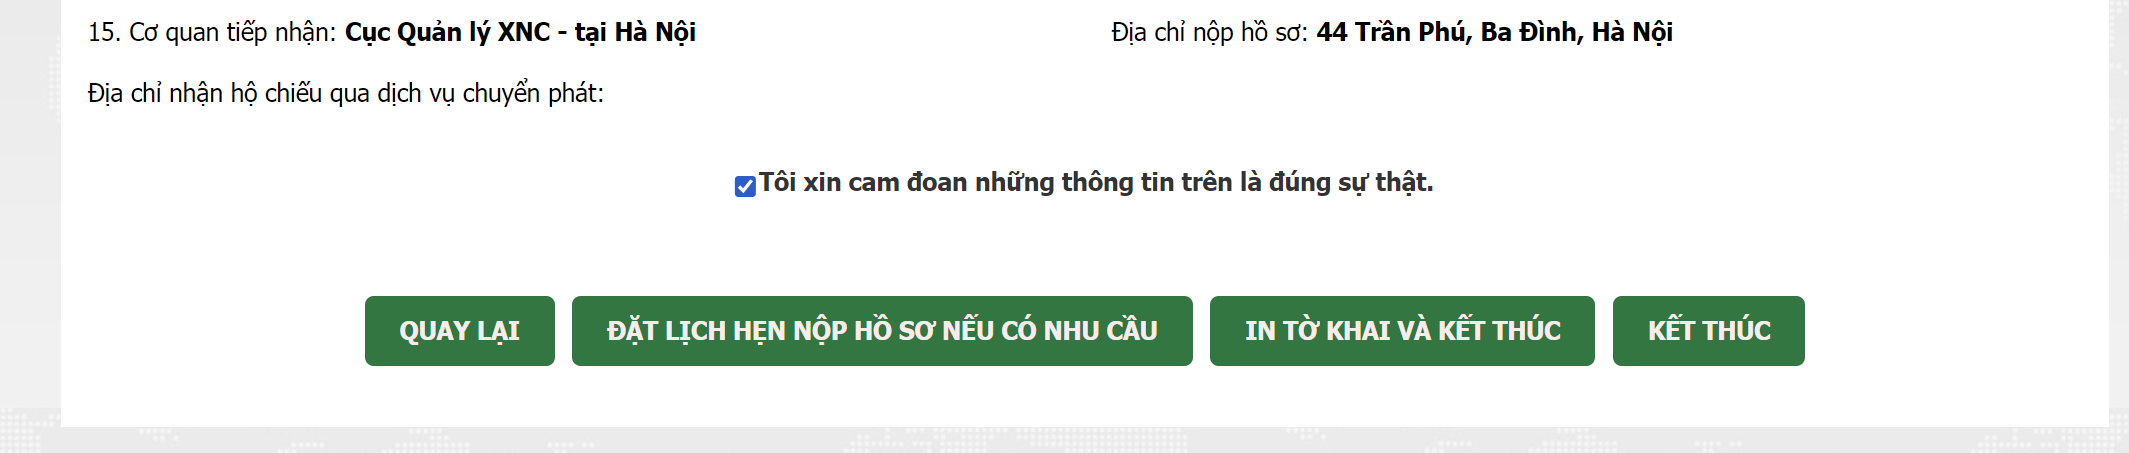 15. Cơ quan tiếp nhận: Cục Quản lý XNC - tại Hà Nội
Địa chỉ nộp hồ sơ: 44 Trần Phú, Ba Đình, Hà Nội
Địa chỉ nhận hộ chiếu qua dịch vụ chuyển phát:
Tôi xin cam đoan những thông tin trên là đúng sự thật.
QUAY LẠI
ĐẶT LỊCH HẸN NỘP HỒ SƠ NẾU CÓ NHU CẦU
IN TỜ KHAI VÀ KẾT THÚC
KẾT THÚC